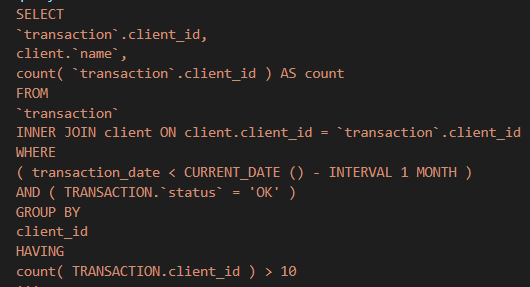 SELECT
`transaction`.client_id,
client.`name`,
count( `transaction`.client_id ) AS count
FROM
`transaction`
INNER JOIN client ON client.client_id = `transaction`.client_id
WHERE
( transaction_date < CURRENT_DATE () - INTERVAL 1 MONTH )
AND ( TRANSACTION.`status` = 'OK' )
GROUP BY
client_id
HAVING
count( TRANSACTION.client_id ) > 10